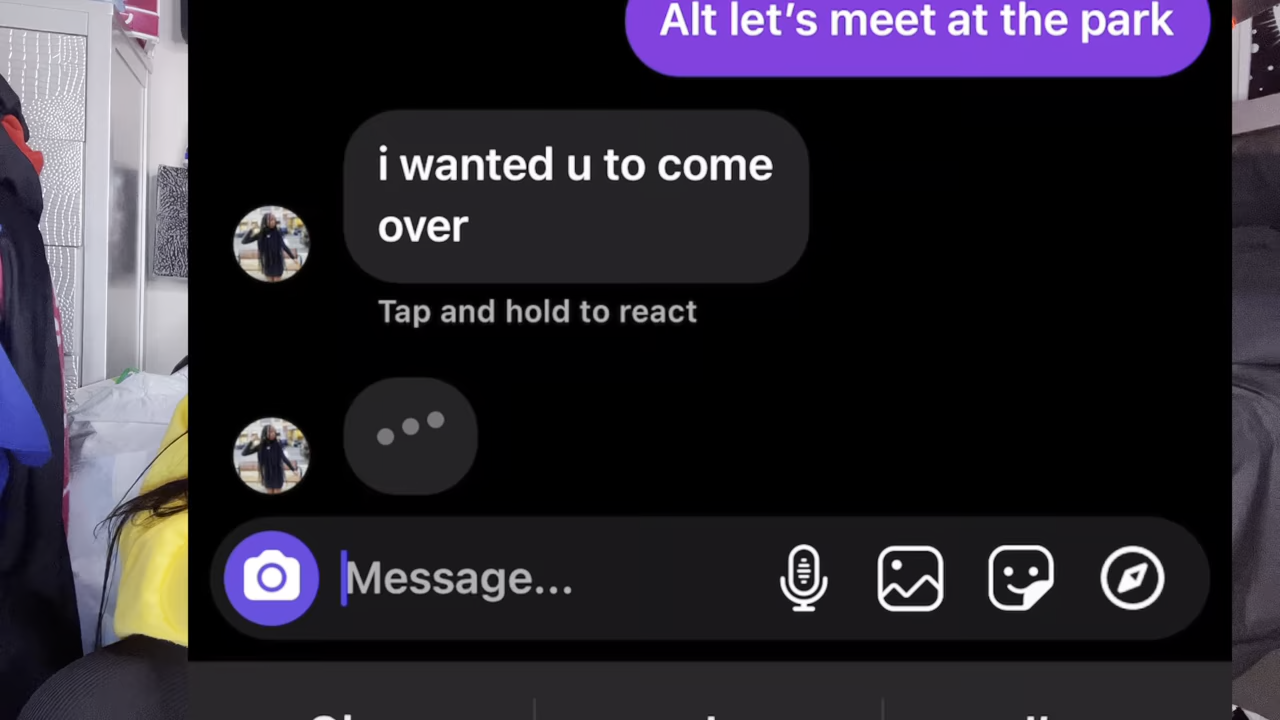 Alt let’s meet at the park
i wanted u to come
over
Tap and hold to react
Message...